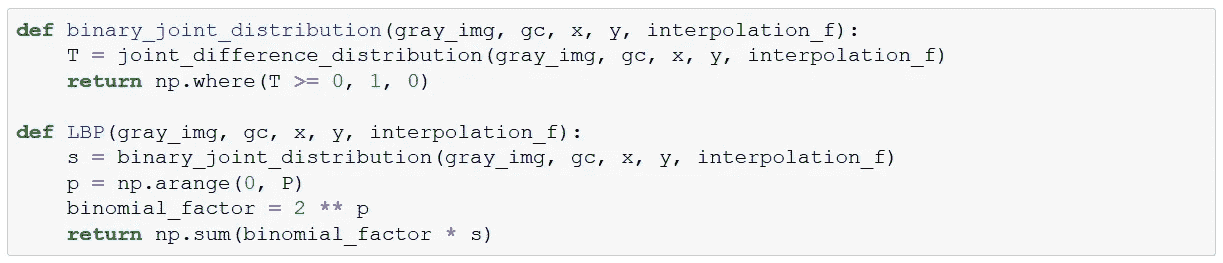 def binary_joint_distribution(gray_img, gc, x, y, interpolation_f):
    T = joint_difference_distribution(gray_img, gc, x, y, interpolation_f)
    return np.where(T >= 0, 1, 0)

def LBP(gray_img, gc, x, y, interpolation_f):
    s = binary_joint_distribution(gray_img, gc, x, y, interpolation_f)
    p = np.arange(0, P)
    binomial_factor = 2 ** p
    return np.sum(binomial_factor * s)